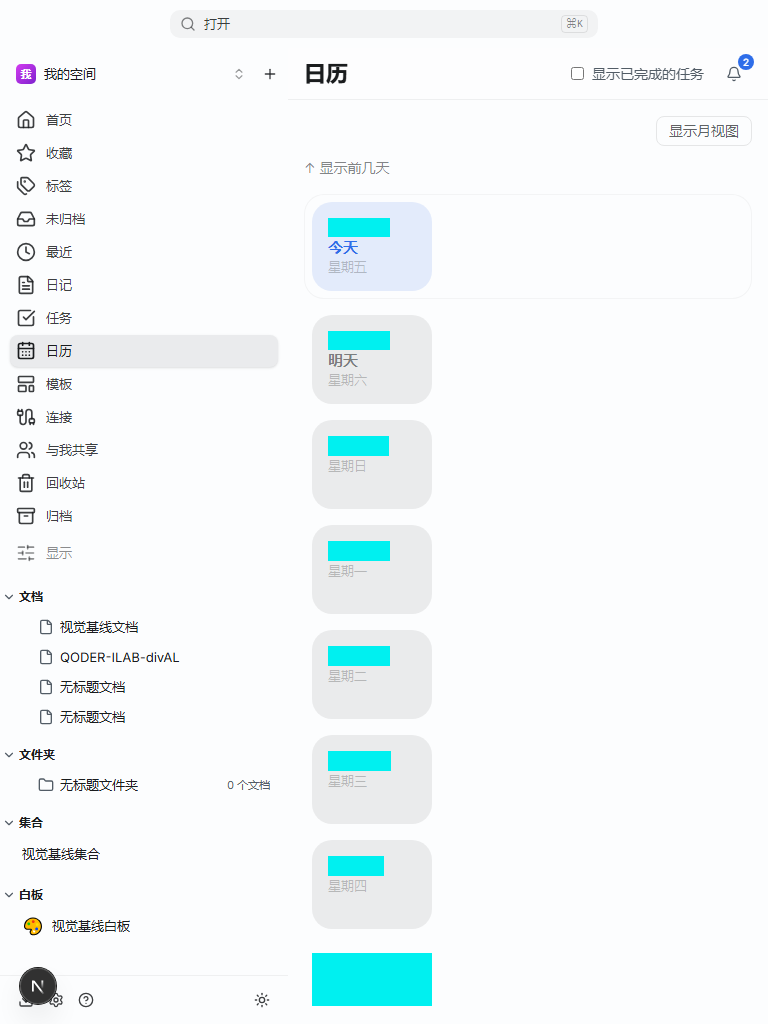 打开
⌘K
我 我的空间
日历
显示已完成的任务
2
首页
收藏
标签
未归档
最近
日记
任务
日历
模板
连接
与我共享
回收站
归档
显示
文档
视觉基线文档
QODER-ILAB-divAL
无标题文档
无标题文档
文件夹
无标题文件夹 0 个文档
集合
视觉基线集合
白板
视觉基线白板
N
显示月视图
↑ 显示前几天
今天
星期五
明天
星期六
星期日
星期一
星期二
星期三
星期四